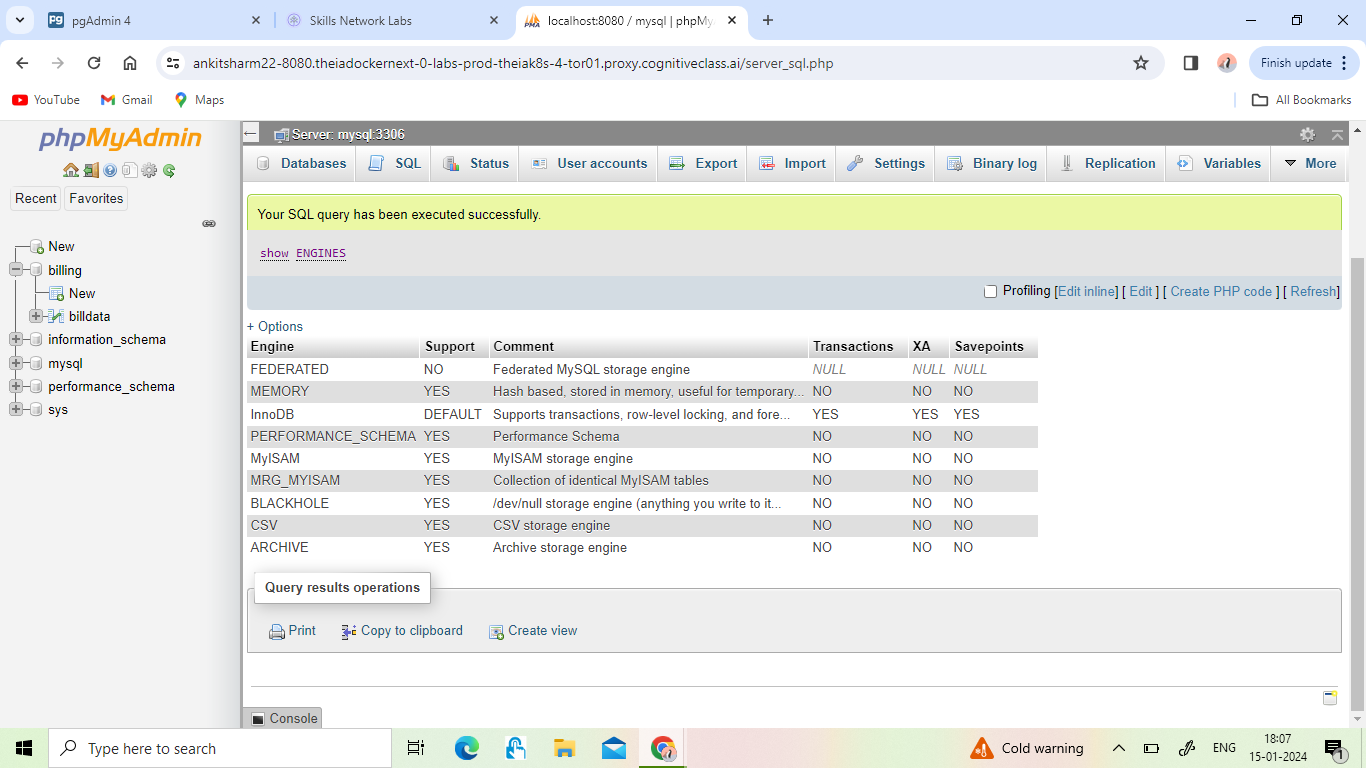 pgAdmin 4
Skills Network Labs
localhost:8080 / mysql | phpMy
ankitsharm22-8080.theiadockernext-0-labs-prod-theiak8s-4-tor01.proxy.cognitiveclass.ai/server_sql.php
Finish update
YouTube
Gmail
Maps
All Bookmarks
phpMyAdmin
Recent
Favorites
New
billing
New
billdata
information_schema
mysql
performance_schema
sys
Server: mysql:3306
Databases
SQL
Status
User accounts
Export
Import
Settings
Binary log
Replication
Variables
More
Your SQL query has been executed successfully.
show ENGINES
Profiling [Edit inline] [ Edit ] [ Create PHP code ] [ Refresh]
+ Options
Engine Support Comment Transactions XA Savepoints
FEDERATED NO Federated MySQL storage engine NULL NULL NULL
MEMORY YES Hash based, stored in memory, useful for temporary... NO NO NO
InnoDB DEFAULT Supports transactions, row-level locking, and fore... YES YES YES
PERFORMANCE_SCHEMA YES Performance Schema NO NO NO
MyISAM YES MyISAM storage engine NO NO NO
MRG_MYISAM YES Collection of identical MyISAM tables NO NO NO
BLACKHOLE YES /dev/null storage engine (anything you write to it... NO NO NO
CSV YES CSV storage engine NO NO NO
ARCHIVE YES Archive storage engine NO NO NO
Query results operations
Print
Copy to clipboard
Create view
Console
Type here to search
Cold warning
ENG
18:07
15-01-2024
1